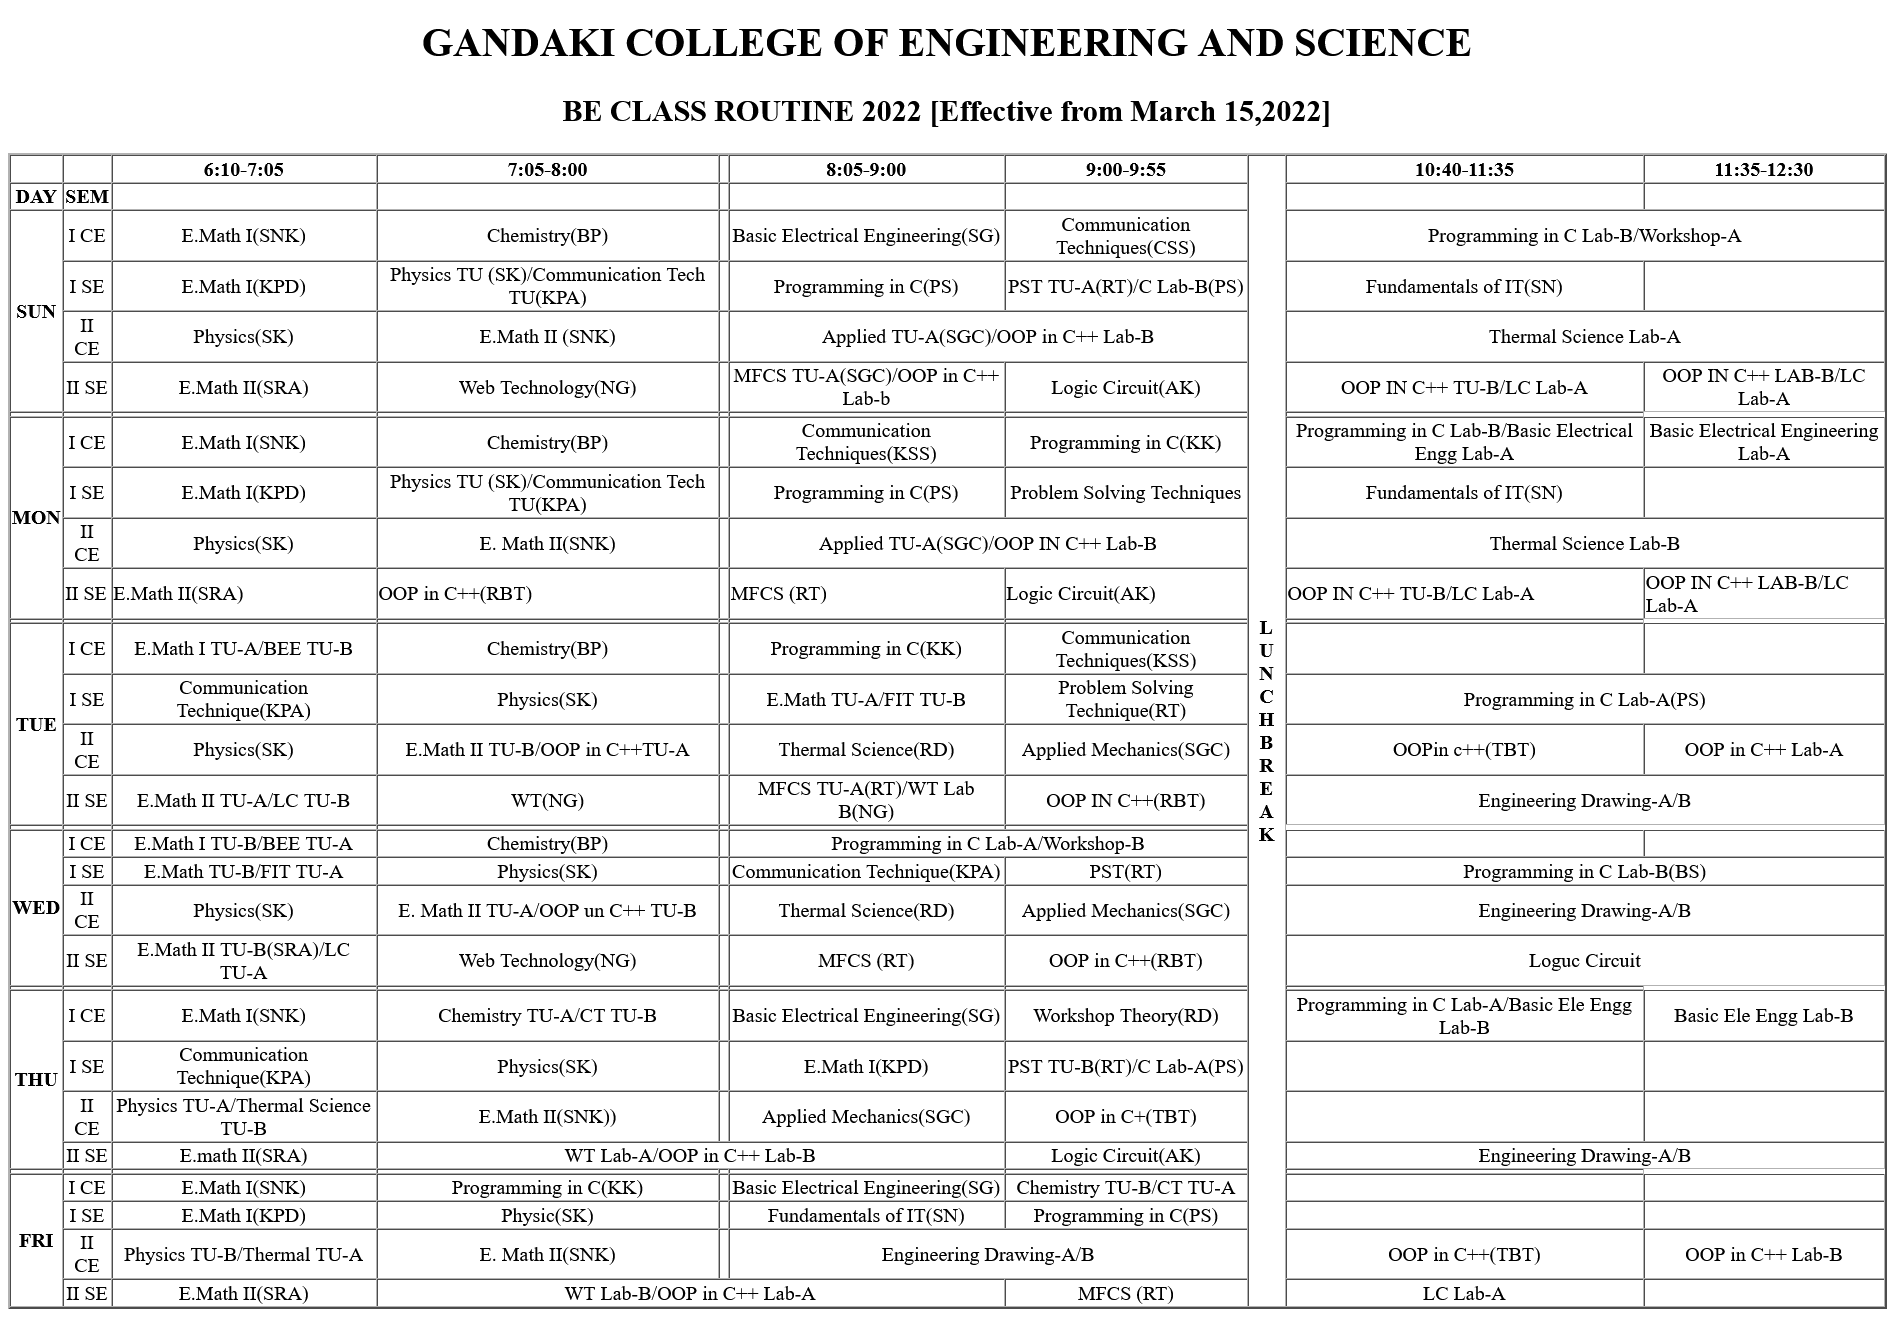 GANDAKI COLLEGE OF ENGINEERING AND SCIENCE
BE CLASS ROUTINE 2022 [Effective from March 15,2022]
6:10-7:05 7:05-8:00 8:05-9:00 9:00-9:55 10:40-11:35 11:35-12:30
DAY SEM
SUN
I CE E.Math I(SNK) Chemistry(BP) Basic Electrical Engineering(SG) Communication
Techniques(CSS) Programming in C Lab-B/Workshop-A
I SE E.Math I(KPD) Physics TU (SK)/Communication Tech
TU(KPA) Programming in C(PS) PST TU-A(RT)/C Lab-B(PS) Fundamentals of IT(SN)
II
CE Physics(SK) E.Math II (SNK) Applied TU-A(SGC)/OOP in C++ Lab-B Thermal Science Lab-A
II SE E.Math II(SRA) Web Technology(NG) MFCS TU-A(SGC)/OOP in C++
Lab-b Logic Circuit(AK) OOP IN C++ TU-B/LC Lab-A OOP IN C++ LAB-B/LC
Lab-A
MON
I CE E.Math I(SNK) Chemistry(BP) Communication
Techniques(KSS) Programming in C(KK) Programming in C Lab-B/Basic Electrical
Engg Lab-A Basic Electrical Engineering
Lab-A
I SE E.Math I(KPD) Physics TU (SK)/Communication Tech
TU(KPA) Programming in C(PS) Problem Solving Techniques Fundamentals of IT(SN)
II
CE Physics(SK) E. Math II(SNK) Applied TU-A(SGC)/OOP IN C++ Lab-B Thermal Science Lab-B
II SE E.Math II(SRA) OOP in C++(RBT) MFCS (RT) Logic Circuit(AK) OOP IN C++ TU-B/LC Lab-A OOP IN C++ LAB-B/LC
Lab-A
L
U
N
C
H
B
R
E
A
K
TUE
I CE E.Math I TU-A/BEE TU-B Chemistry(BP) Programming in C(KK) Communication
Techniques(KSS)
I SE Communication
Technique(KPA) Physics(SK) E.Math TU-A/FIT TU-B Problem Solving
Technique(RT) Programming in C Lab-A(PS)
II
CE Physics(SK) E.Math II TU-B/OOP in C++TU-A Thermal Science(RD) Applied Mechanics(SGC) OOPin c++(TBT) OOP in C++ Lab-A
II SE E.Math II TU-A/LC TU-B WT(NG) MFCS TU-A(RT)/WT Lab
B(NG) OOP IN C++(RBT) Engineering Drawing-A/B
WED
I CE E.Math I TU-B/BEE TU-A Chemistry(BP) Programming in C Lab-A/Workshop-B
I SE E.Math TU-B/FIT TU-A Physics(SK) Communication Technique(KPA) PST(RT) Programming in C Lab-B(BS)
II
CE Physics(SK) E. Math II TU-A/OOP un C++ TU-B Thermal Science(RD) Applied Mechanics(SGC) Engineering Drawing-A/B
II SE E.Math II TU-B(SRA)/LC
TU-A Web Technology(NG) MFCS (RT) OOP in C++(RBT) Loguc Circuit
THU
I CE E.Math I(SNK) Chemistry TU-A/CT TU-B Basic Electrical Engineering(SG) Workshop Theory(RD) Programming in C Lab-A/Basic Ele Engg
Lab-B Basic Ele Engg Lab-B
I SE Communication
Technique(KPA) Physics(SK) E.Math I(KPD) PST TU-B(RT)/C Lab-A(PS)
II
CE Physics TU-A/Thermal Science
TU-B E.Math II(SNK)) Applied Mechanics(SGC) OOP in C+(TBT)
II SE E.math II(SRA) WT Lab-A/OOP in C++ Lab-B Logic Circuit(AK) Engineering Drawing-A/B
FRI
I CE E.Math I(SNK) Programming in C(KK) Basic Electrical Engineering(SG) Chemistry TU-B/CT TU-A
I SE E.Math I(KPD) Physic(SK) Fundamentals of IT(SN) Programming in C(PS)
II
CE Physics TU-B/Thermal TU-A E. Math II(SNK) Engineering Drawing-A/B OOP in C++(TBT) OOP in C++ Lab-B
II SE E.Math II(SRA) WT Lab-B/OOP in C++ Lab-A MFCS (RT) LC Lab-A